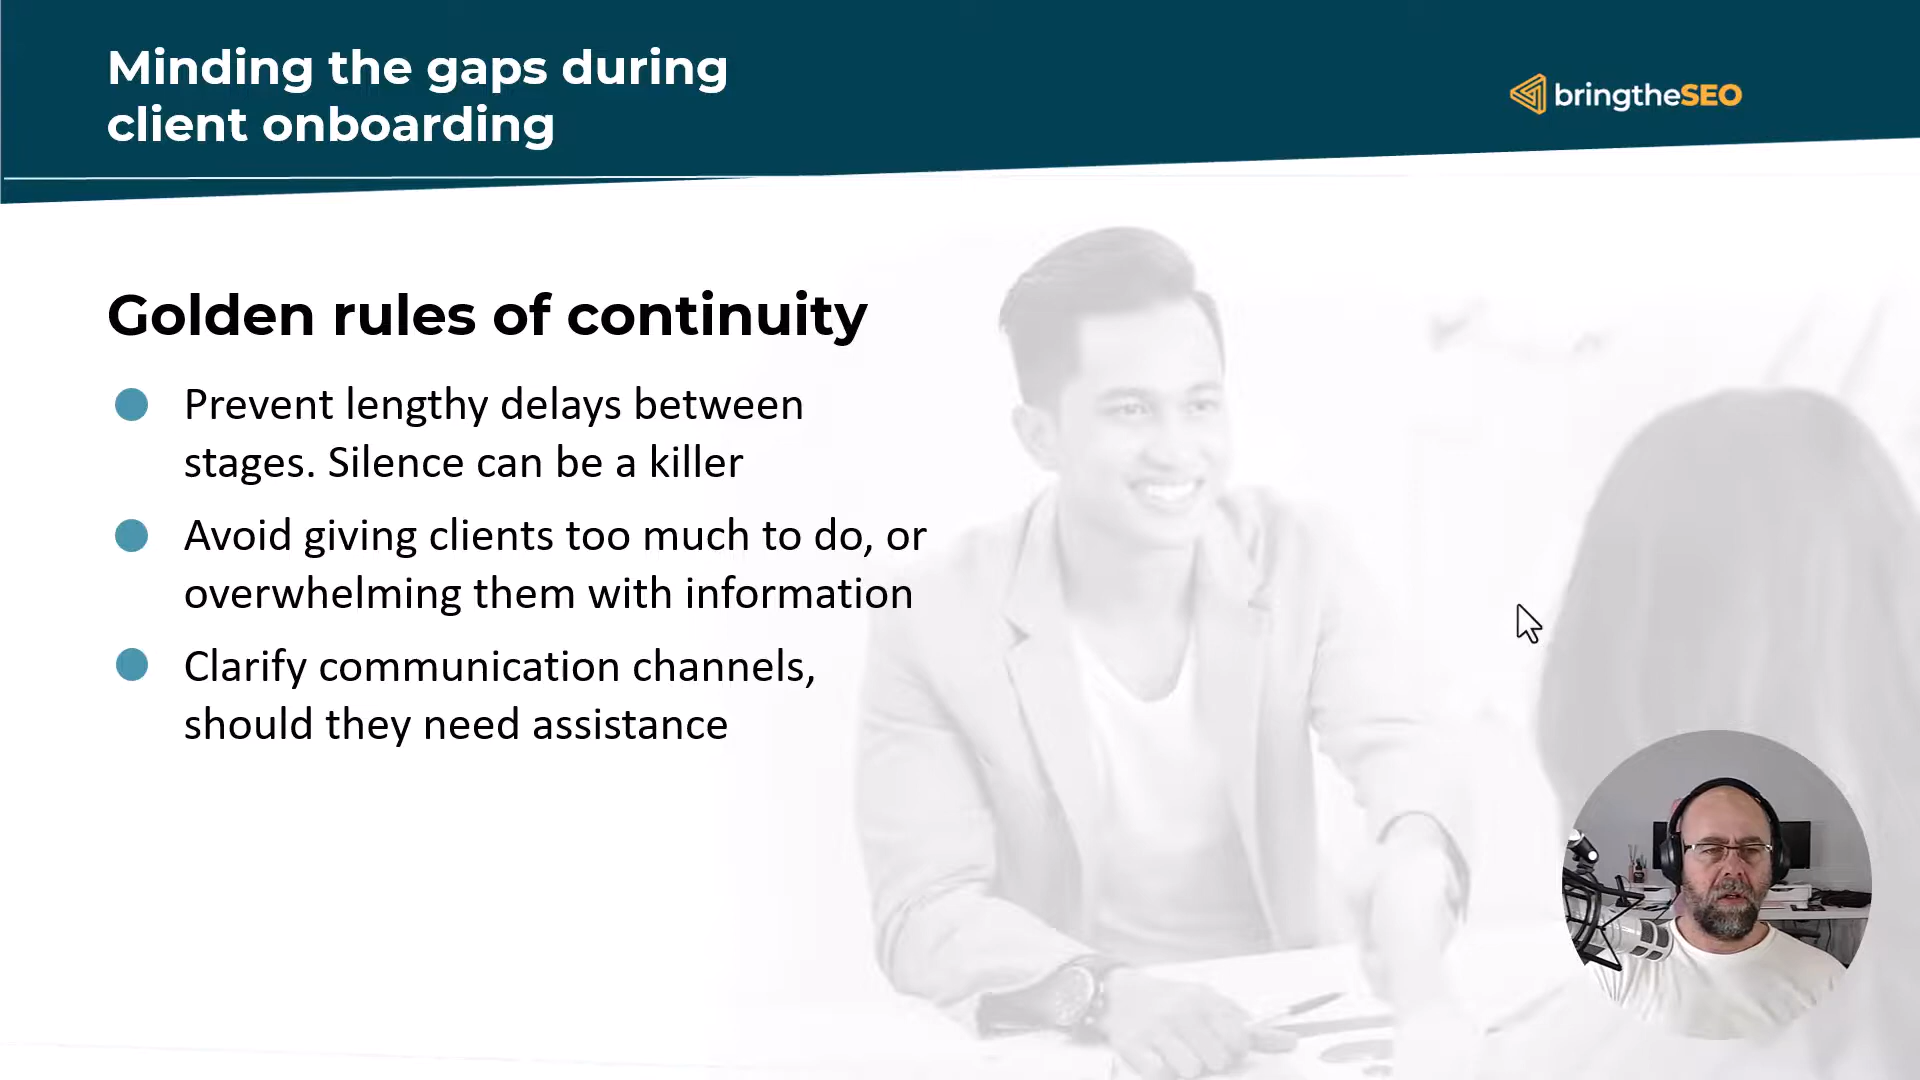 Minding the gaps during
client onboarding
bringtheSEO
Golden rules of continuity
Prevent lengthy delays between
stages. Silence can be a killer
Avoid giving clients too much to do, or
overwhelming them with information
Clarify communication channels,
should they need assistance